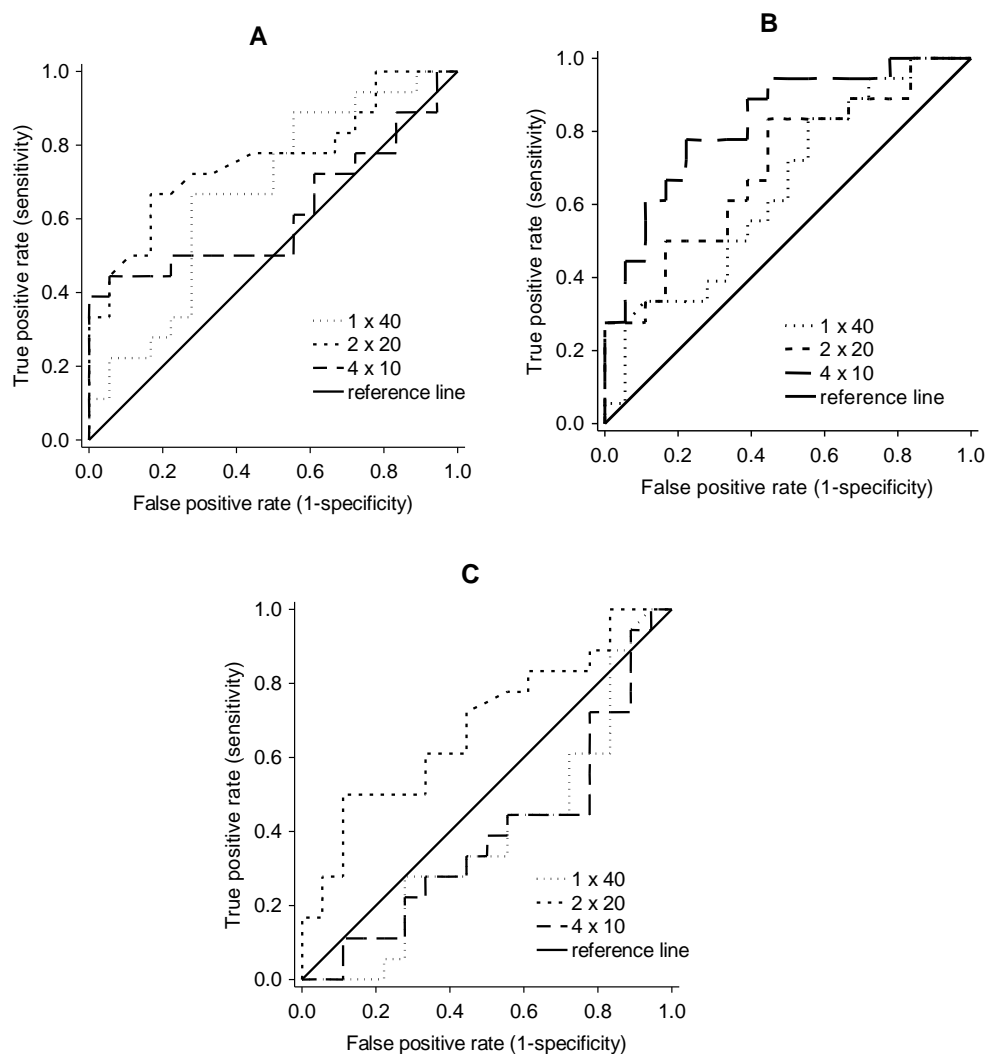 A
True positive rate (sensitivity)
1.0
0.8
0.6
0.4
0.2
0.0
1 x 40
2 x 20
4 x 10
reference line
0.0 0.2 0.4 0.6 0.8 1.0
False positive rate (1-specificity)
B
True positive rate (sensitivity)
1.0
0.8
0.6
0.4
0.2
0.0
1 x 40
2 x 20
4 x 10
reference line
0.0 0.2 0.4 0.6 0.8 1.0
False positive rate (1-specificity)
C
True positive rate (sensitivity)
1.0
0.8
0.6
0.4
0.2
0.0
1 x 40
2 x 20
4 x 10
reference line
0.0 0.2 0.4 0.6 0.8 1.0
False positive rate (1-specificity)